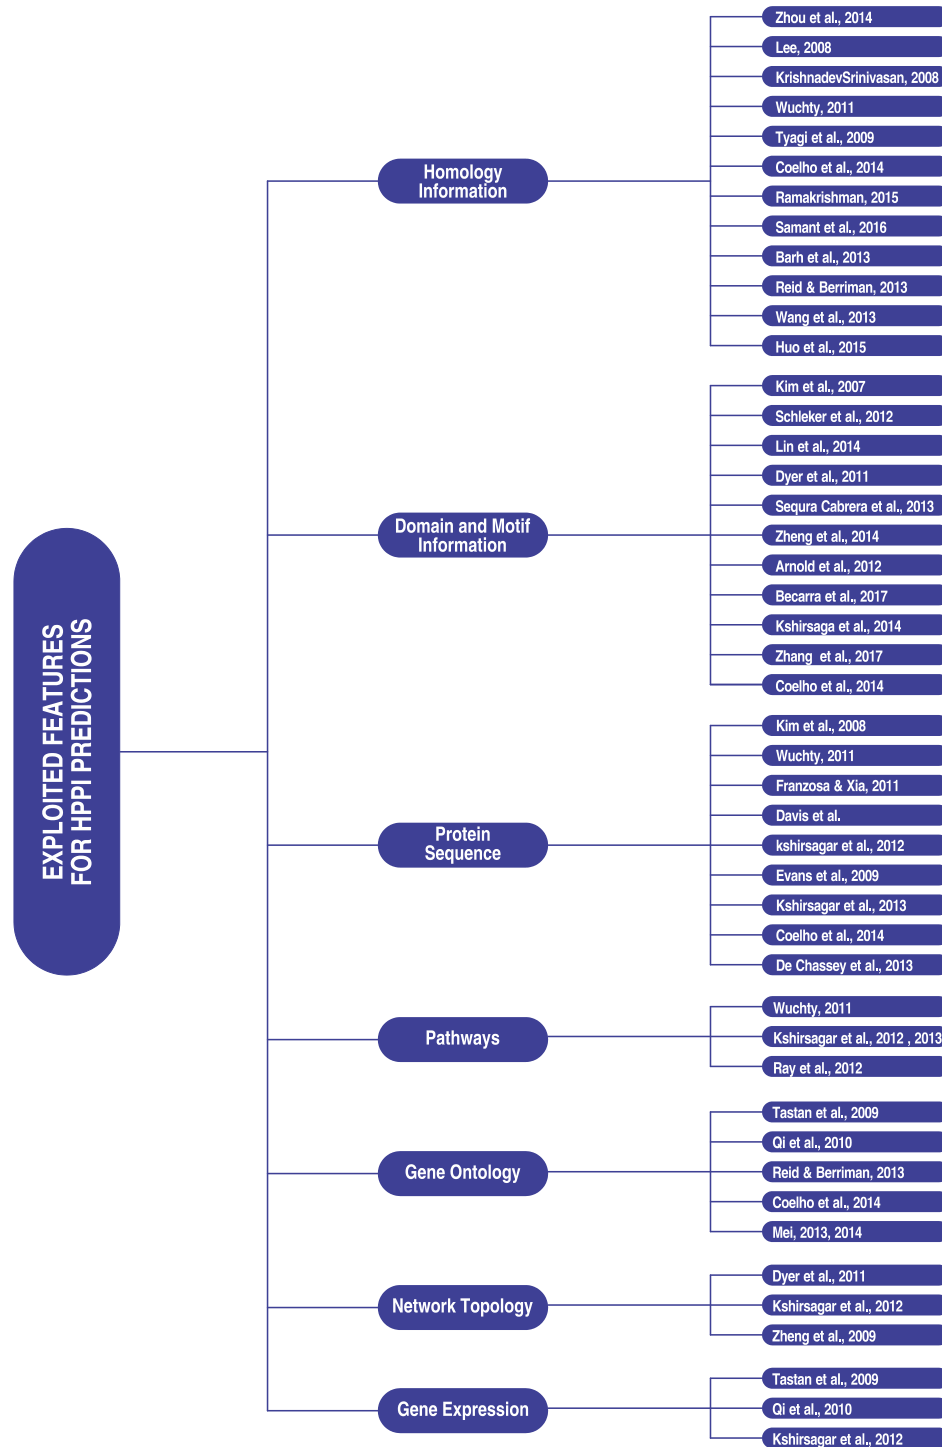 EXPLOITED FEATURES
FOR HPPI PREDICTIONS
Homology
Information
Zhou et al., 2014
Lee, 2008
KrishnadevSrinivasan, 2008
Wuchty, 2011
Tyagi et al., 2009
Coelho et al., 2014
Ramakrishman, 2015
Samant et al., 2016
Barh et al., 2013
Reid & Berriman, 2013
Wang et al., 2013
Huo et al., 2015
Domain and Motif
Information
Kim et al., 2007
Schleker et al., 2012
Lin et al., 2014
Dyer et al., 2011
Sequra Cabrera et al., 2013
Zheng et al., 2014
Arnold et al., 2012
Becarra et al., 2017
Kshirsaga et al., 2014
Zhang et al., 2017
Coelho et al., 2014
Protein
Sequence
Kim et al., 2008
Wuchty, 2011
Franzosa & Xia, 2011
Davis et al.
kshirsagar et al., 2012
Evans et al., 2009
Kshirsagar et al., 2013
Coelho et al., 2014
De Chassey et al., 2013
Pathways
Wuchty, 2011
Kshirsagar et al., 2012 , 2013
Ray et al., 2012
Gene Ontology
Tastan et al., 2009
Qi et al., 2010
Reid & Berriman, 2013
Coelho et al., 2014
Mei, 2013, 2014
Network Topology
Dyer et al., 2011
Kshirsagar et al., 2012
Zheng et al., 2009
Gene Expression
Tastan et al., 2009
Qi et al., 2010
Kshirsagar et al., 2012